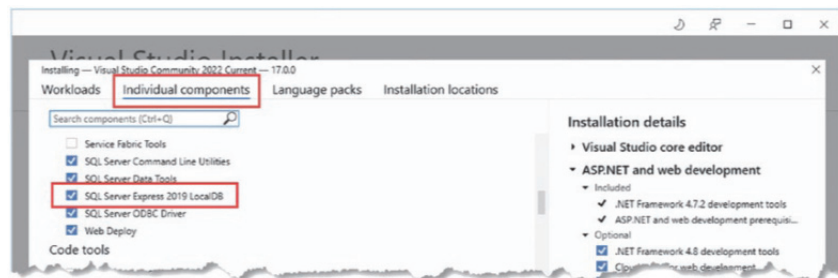 Visual Studio Installer
Installing — Visual Studio Community 2022 Current — 17.0.0
Workloads Individual components Language packs Installation locations
Search components (Ctrl+Q)
Service Fabric Tools
SQL Server Command Line Utilities
SQL Server Data Tools
SQL Server Express 2019 LocalDB
SQL Server ODBC Driver
Web Deploy
Code tools
Installation details
Visual Studio core editor
ASP.NET and web development
Included
.NET Framework 4.7.2 development tools
ASP.NET and web development prerequisi...
Optional
.NET Framework 4.8 development tools
web development